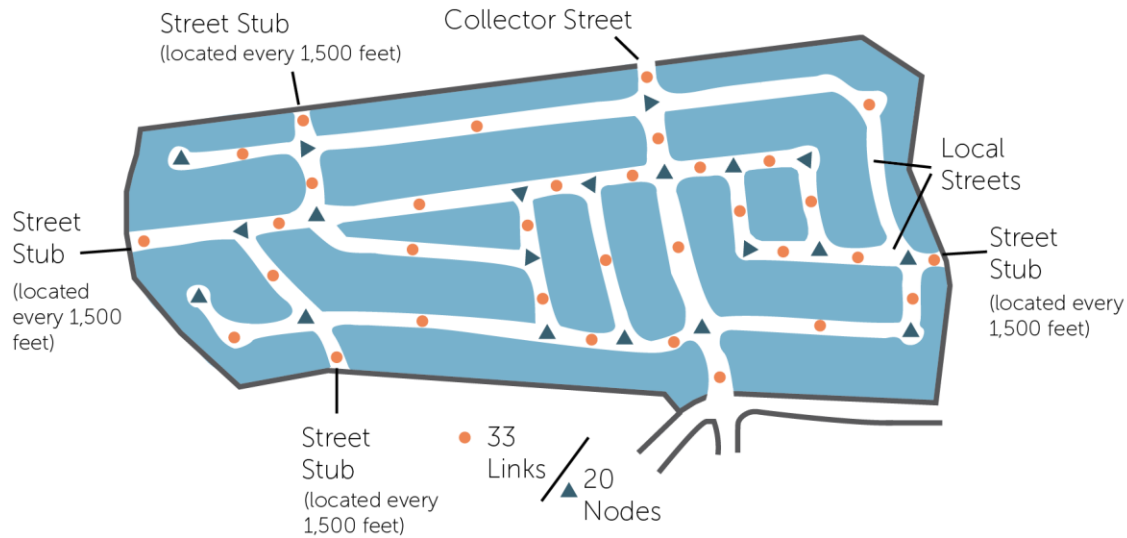 Street Stub
(located every 1,500 feet)
Collector Street
Local
Streets
Street
Stub
(located
every 1,500
feet)
Street
Stub
(located every
1,500 feet)
Street
Stub
(located every
1,500 feet)
33
Links
20
Nodes